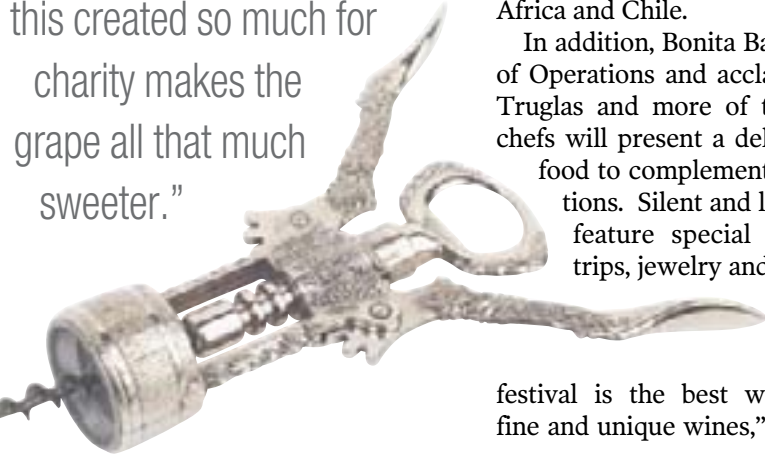 this created so much for
charity makes the
grape all that much
sweeter.”
Africa and Chile.
In addition, Bonita Ba
of Operations and accla
Truglas and more of t
chefs will present a del
food to complement
tions. Silent and l
feature special
trips, jewelry and
festival is the best w
fine and unique wines,”